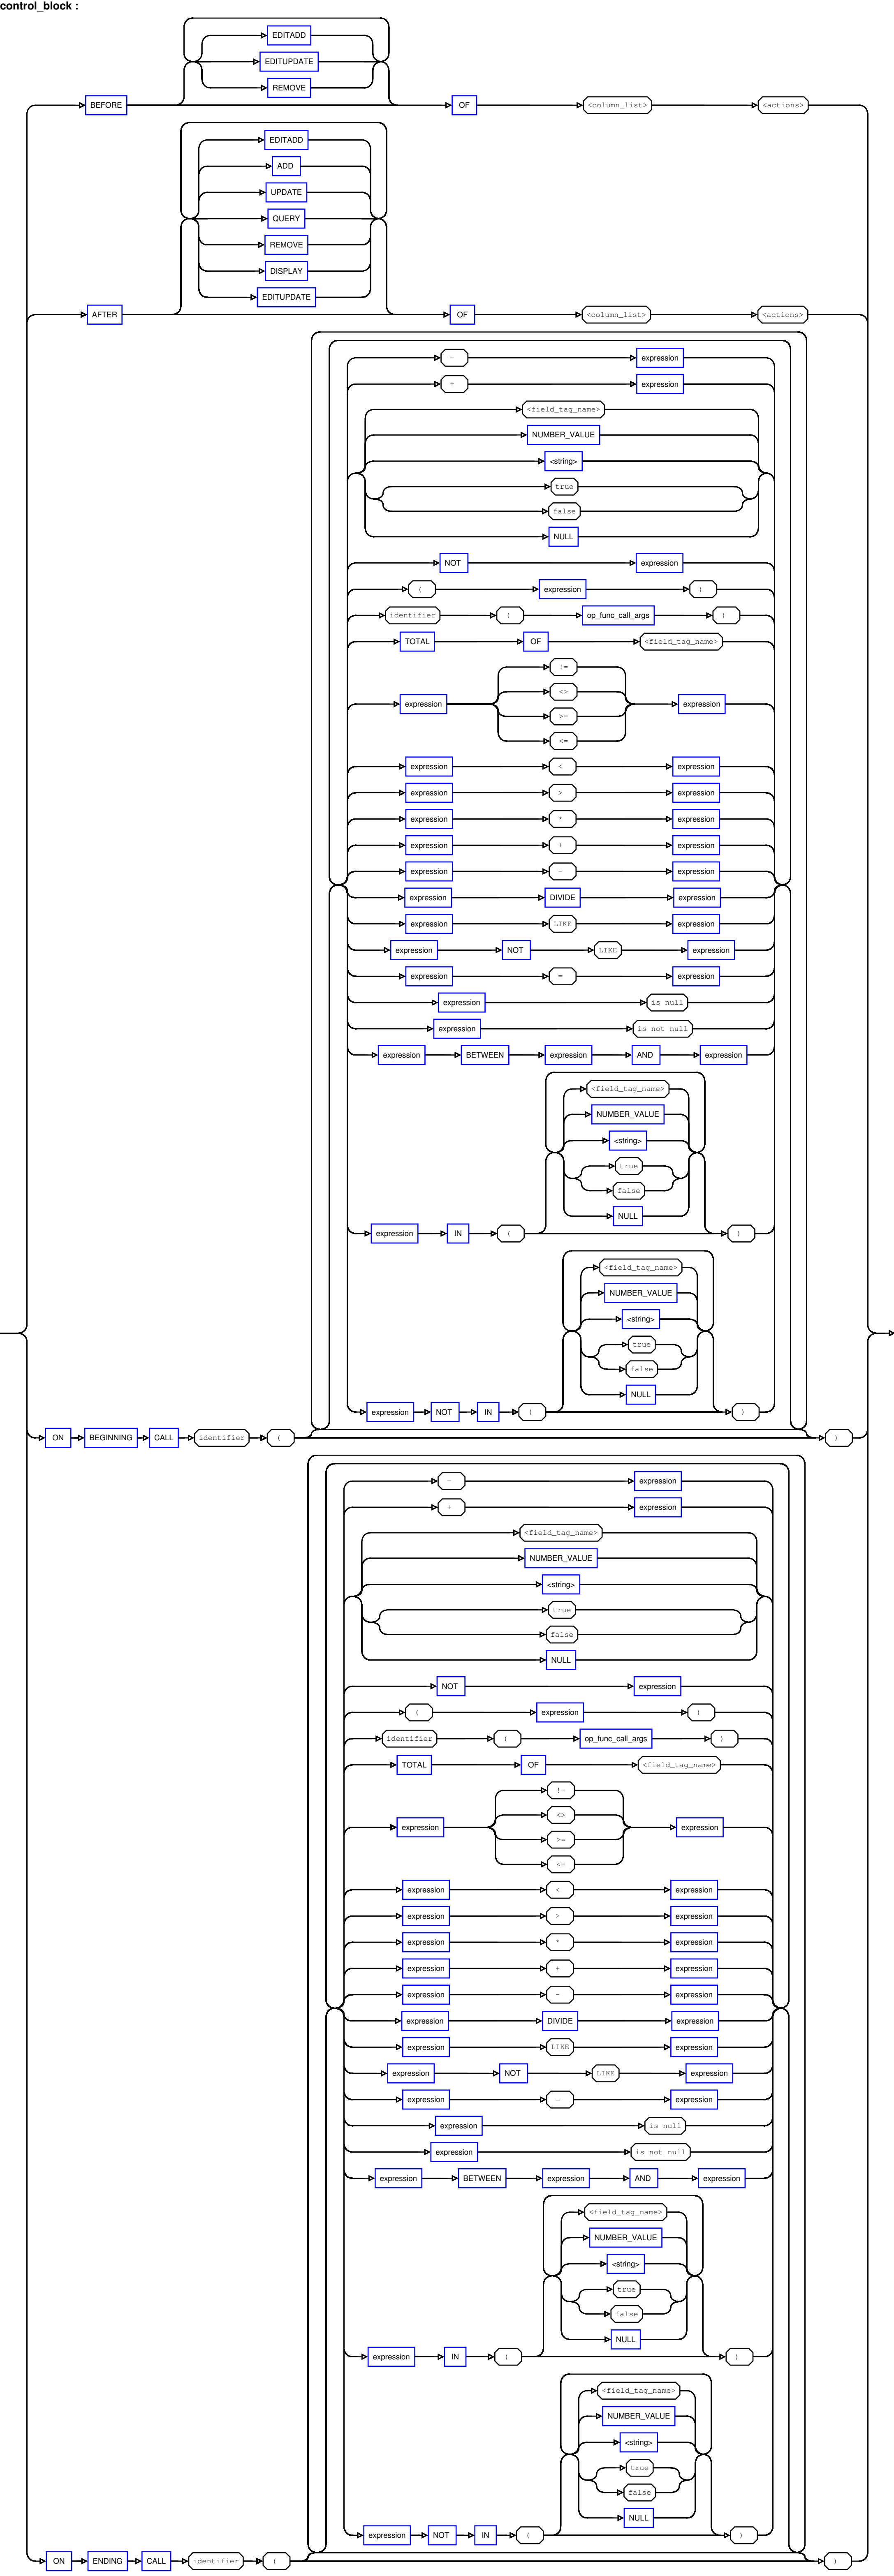 control_block :
EDITADD
EDITUPDATE
REMOVE
BEFORE OF <column_list> <actions>
EDITADD
ADD
UPDATE
QUERY
REMOVE
DISPLAY
EDITUPDATE
AFTER OF <column_list> <actions>
- expression
+ expression
<field_tag_name>
NUMBER_VALUE
<string>
true
false
NULL
NOT expression
( expression )
identifier ( op_func_call_args )
TOTAL OF <field_tag_name>
!=
<>
expression expression
>=
<=
expression < expression
expression > expression
expression * expression
expression + expression
expression - expression
expression DIVIDE expression
expression LIKE expression
expression NOT LIKE expression
expression = expression
expression is null
expression is not null
expression BETWEEN expression AND expression
<field_tag_name>
NUMBER_VALUE
<string>
true
false
NULL
expression IN ( )
<field_tag_name>
NUMBER_VALUE
<string>
true
false
NULL
expression NOT IN ( )
ON BEGINNING CALL identifier ( )
- expression
+ expression
<field_tag_name>
NUMBER_VALUE
<string>
true
false
NULL
NOT expression
( expression )
identifier ( op_func_call_args )
TOTAL OF <field_tag_name>
!=
<>
expression expression
>=
<=
expression < expression
expression > expression
expression * expression
expression + expression
expression - expression
expression DIVIDE expression
expression LIKE expression
expression NOT LIKE expression
expression = expression
expression is null
expression is not null
expression BETWEEN expression AND expression
<field_tag_name>
NUMBER_VALUE
<string>
true
false
NULL
expression IN ( )
<field_tag_name>
NUMBER_VALUE
<string>
true
false
NULL
expression NOT IN ( )
ON ENDING CALL identifier ( )